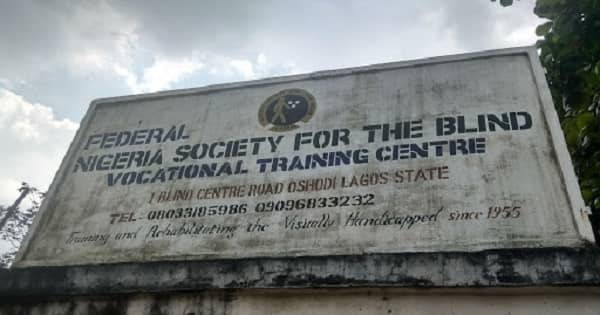 FEDERAL
NIGERIA SOCIETY FOR THE BLIND
VOCATIONAL TRAINING CENTRE
1 BLIND CENTRE ROAD OSHODI LAGOS STATE
TEL: 08033185986 09096833232
Training and Rehabilitating the Visually Handicapped since 1955